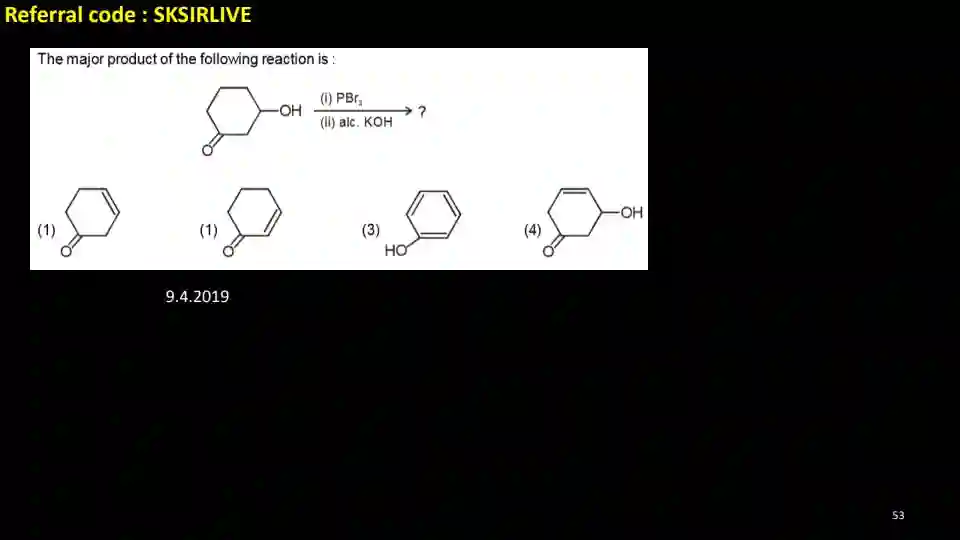 Referral code : SKSIRLIVE
The major product of the following reaction is :
OH
(i) PBr₃
(ii) alc. KOH
?
O
(1)
O
(1)
O
(3)
HO
(4)
OH
O
9.4.2019
53